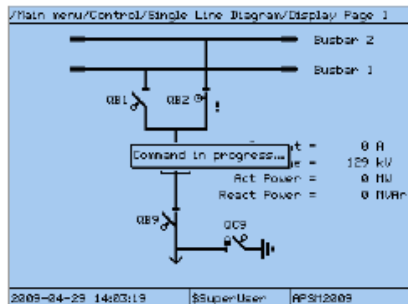 /Main menu/Control/Single Line Diagram/Display Page 1
Busbar 2
Busbar 1
QB1
QB2
!
t = 0 A
Command in progress...
e = 129 kV
Act Power = 0 MW
React Power = 0 MVAr
QB9
QC9
2009-04-29 14:03:19 $SuperUser APSM2009